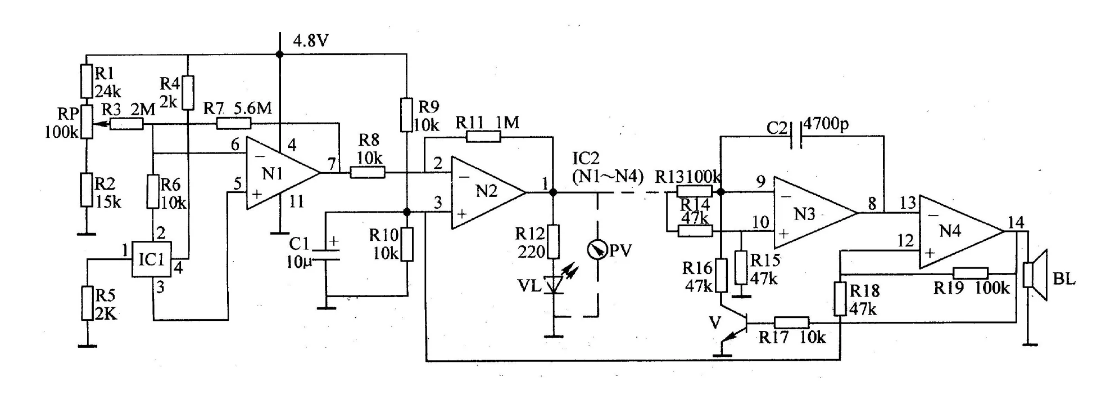 4.8V
R1
24k
R4
2k
RP
100k
R3 2M
R7 5.6M
R9
10k
R11 1M
C2
4700p
R8
10k
6
4
N1
7
5
11
R6
10k
R2
15k
2
N2
1
3
IC2
(N1~N4)
R13100k
R14
47k
9
N3
8
10
13
N4
14
12
1
2
IC1
4
3
R5
2K
C1
+
10μ
R10
10k
R12
220
VL
PV
R16
47k
R15
47k
R18
47k
R19 100k
BL
V
R17 10k